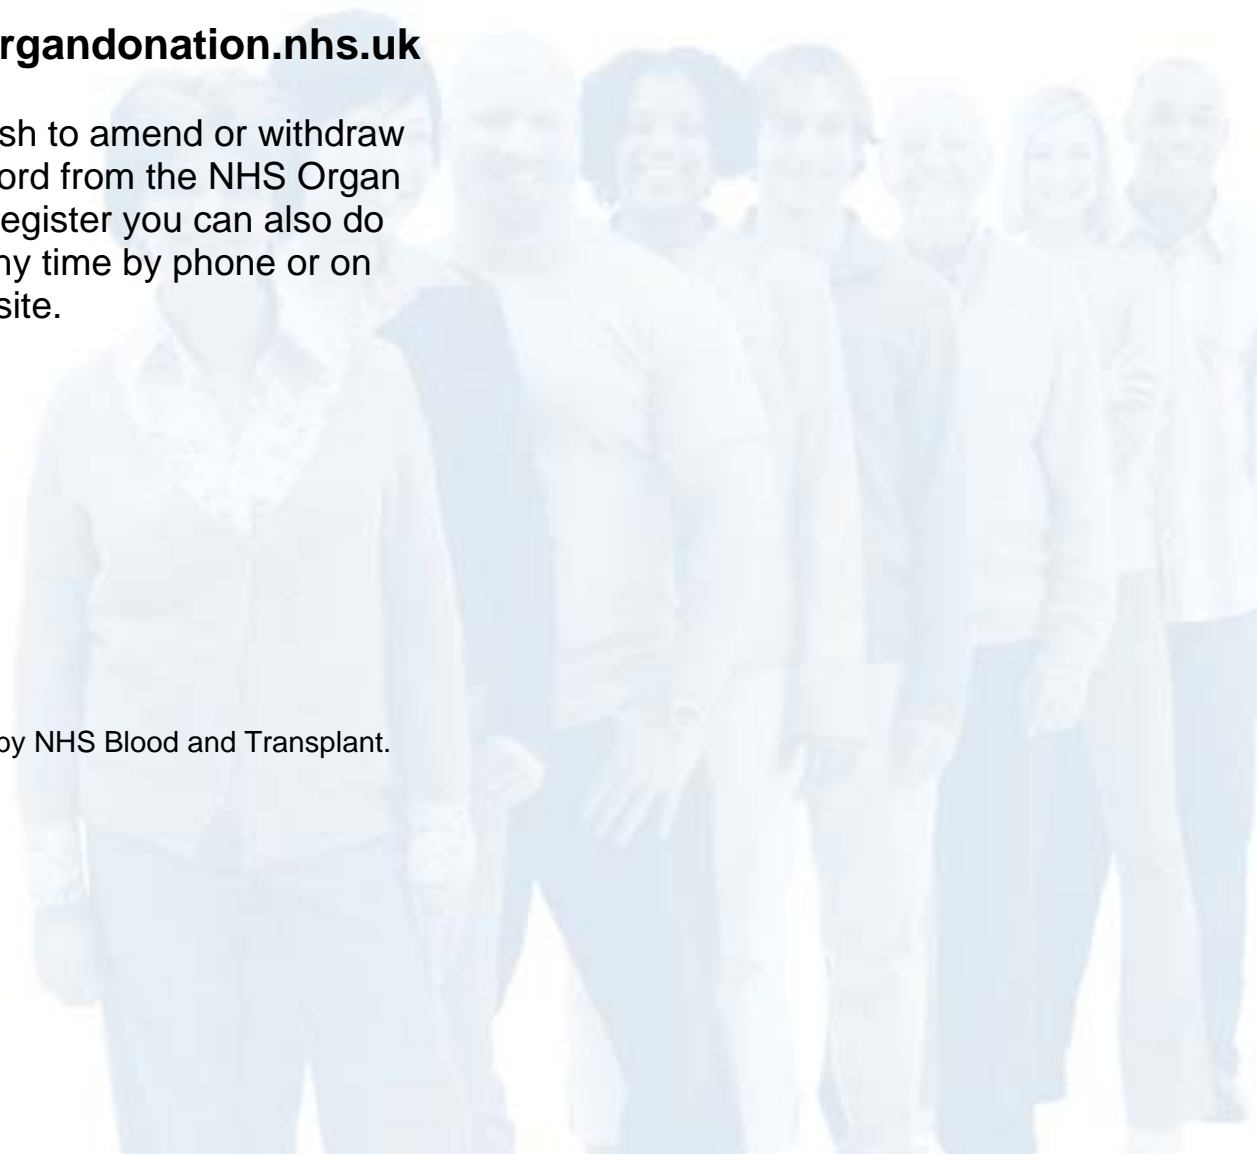 rgandonation.nhs.uk
sh to amend or withdraw
ord from the NHS Organ
egister you can also do
ny time by phone or on
site.
by NHS Blood and Transplant.